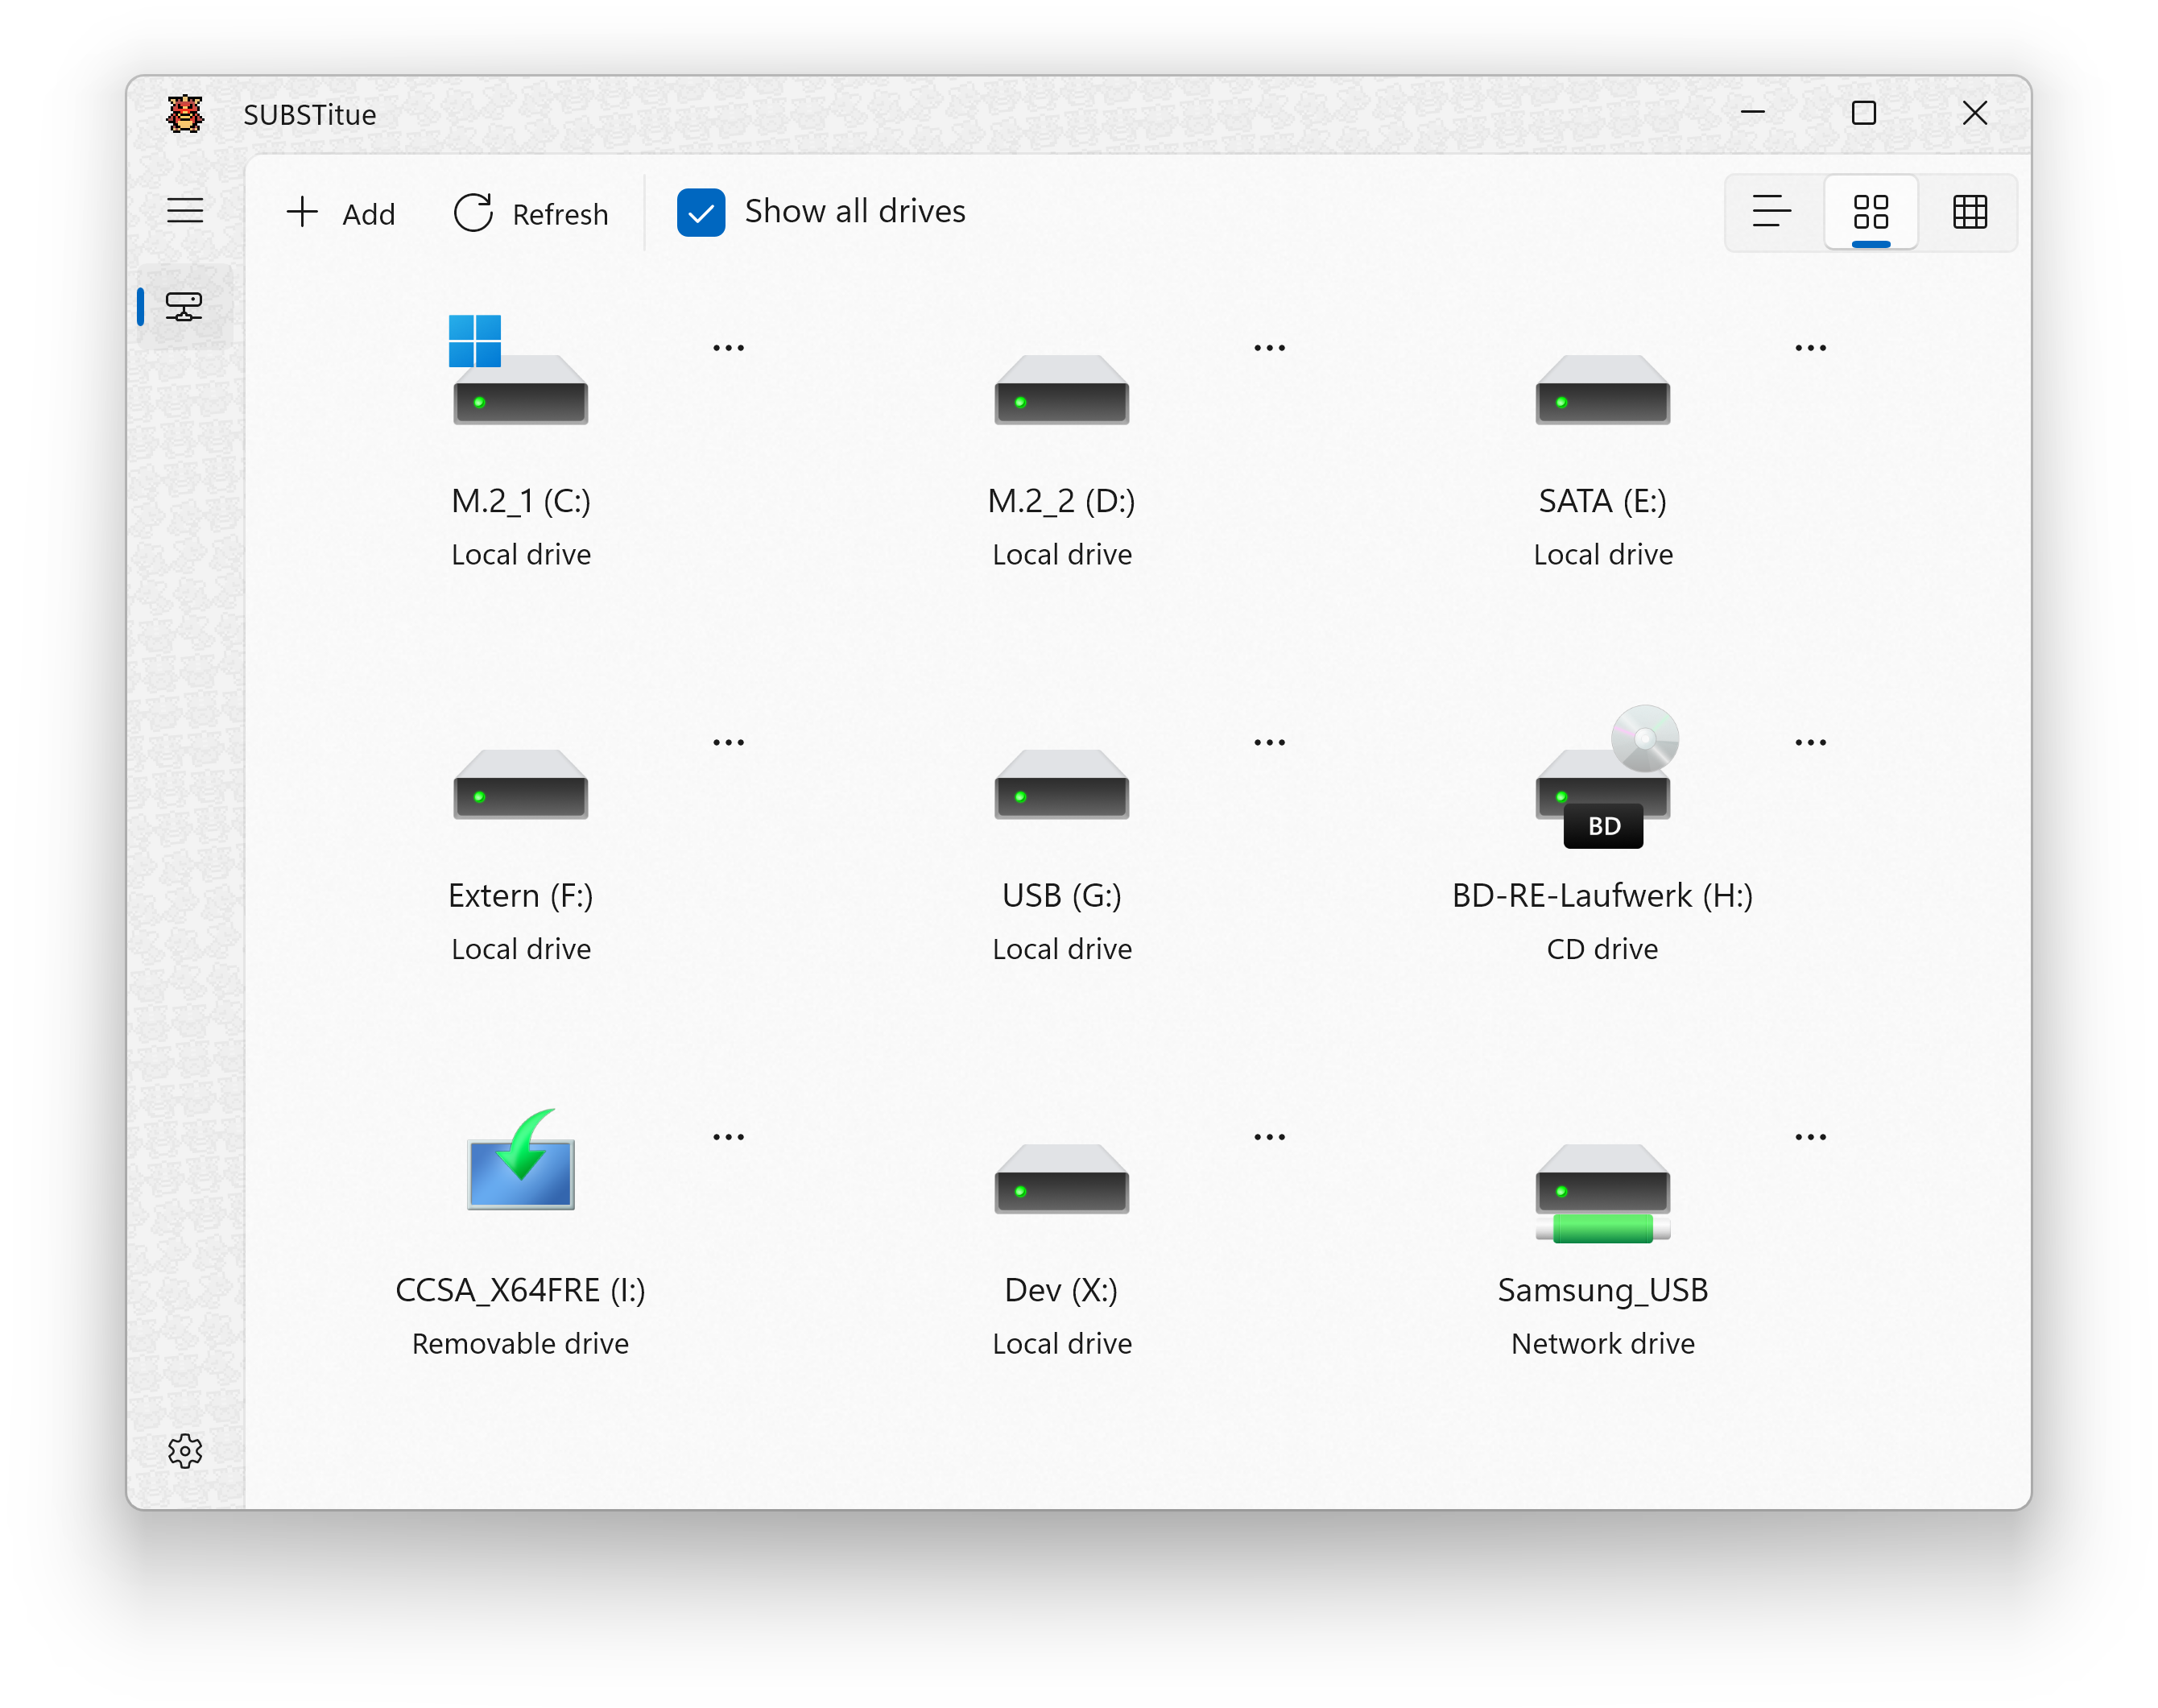 SUBSTitue
Add
Refresh
Show all drives
M.2_1 (C:)
Local drive
M.2_2 (D:)
Local drive
SATA (E:)
Local drive
Extern (F:)
Local drive
USB (G:)
Local drive
BD
BD-RE-Laufwerk (H:)
CD drive
CCSA_X64FRE (I:)
Removable drive
Dev (X:)
Local drive
Samsung_USB
Network drive